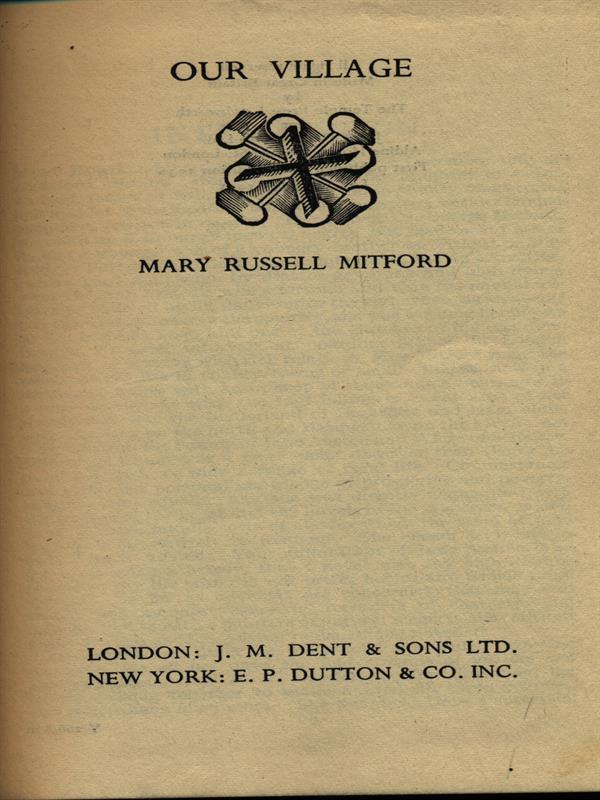 OUR VILLAGE
MARY RUSSELL MITFORD
LONDON: J. M. DENT & SONS LTD.
NEW YORK: E. P. DUTTON & CO. INC.